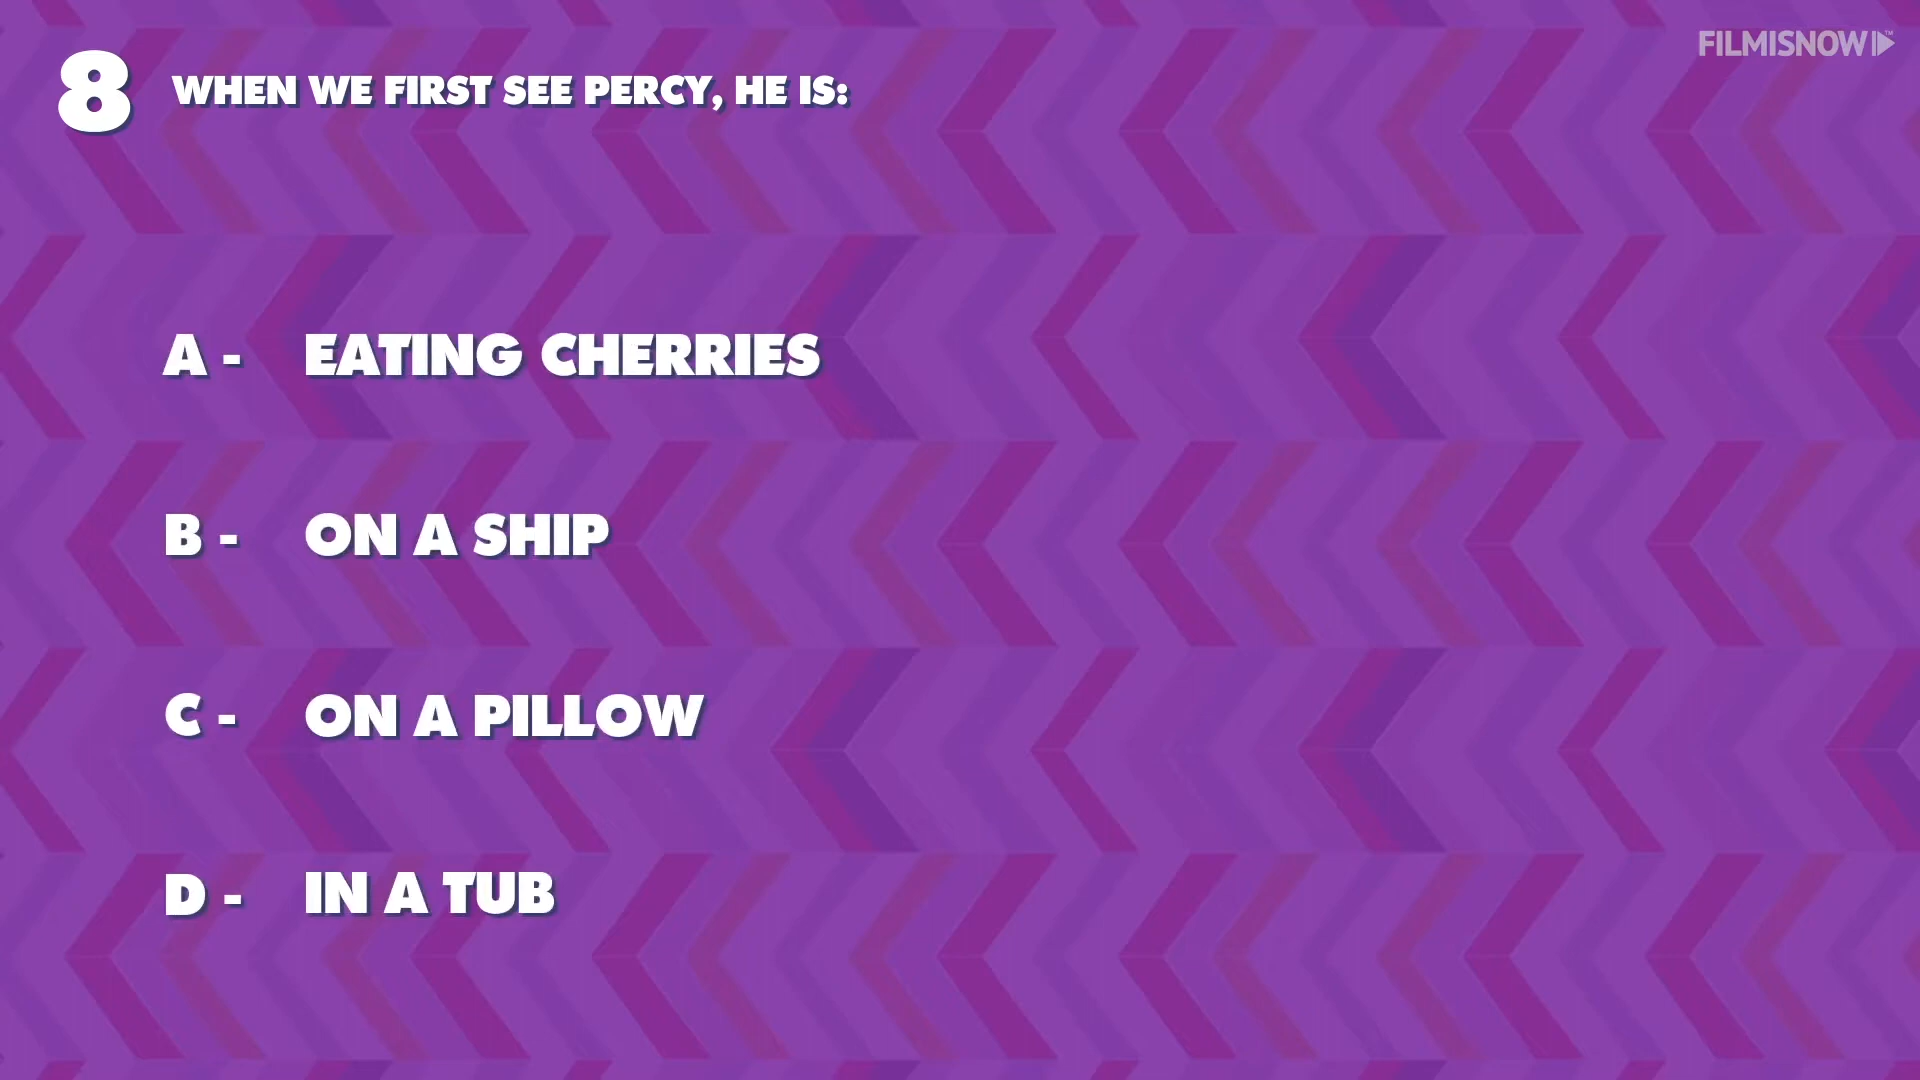 FILMISNOW
8 WHEN WE FIRST SEE PERCY, HE IS:
A - EATING CHERRIES
B - ON A SHIP
C - ON A PILLOW
D - IN A TUB